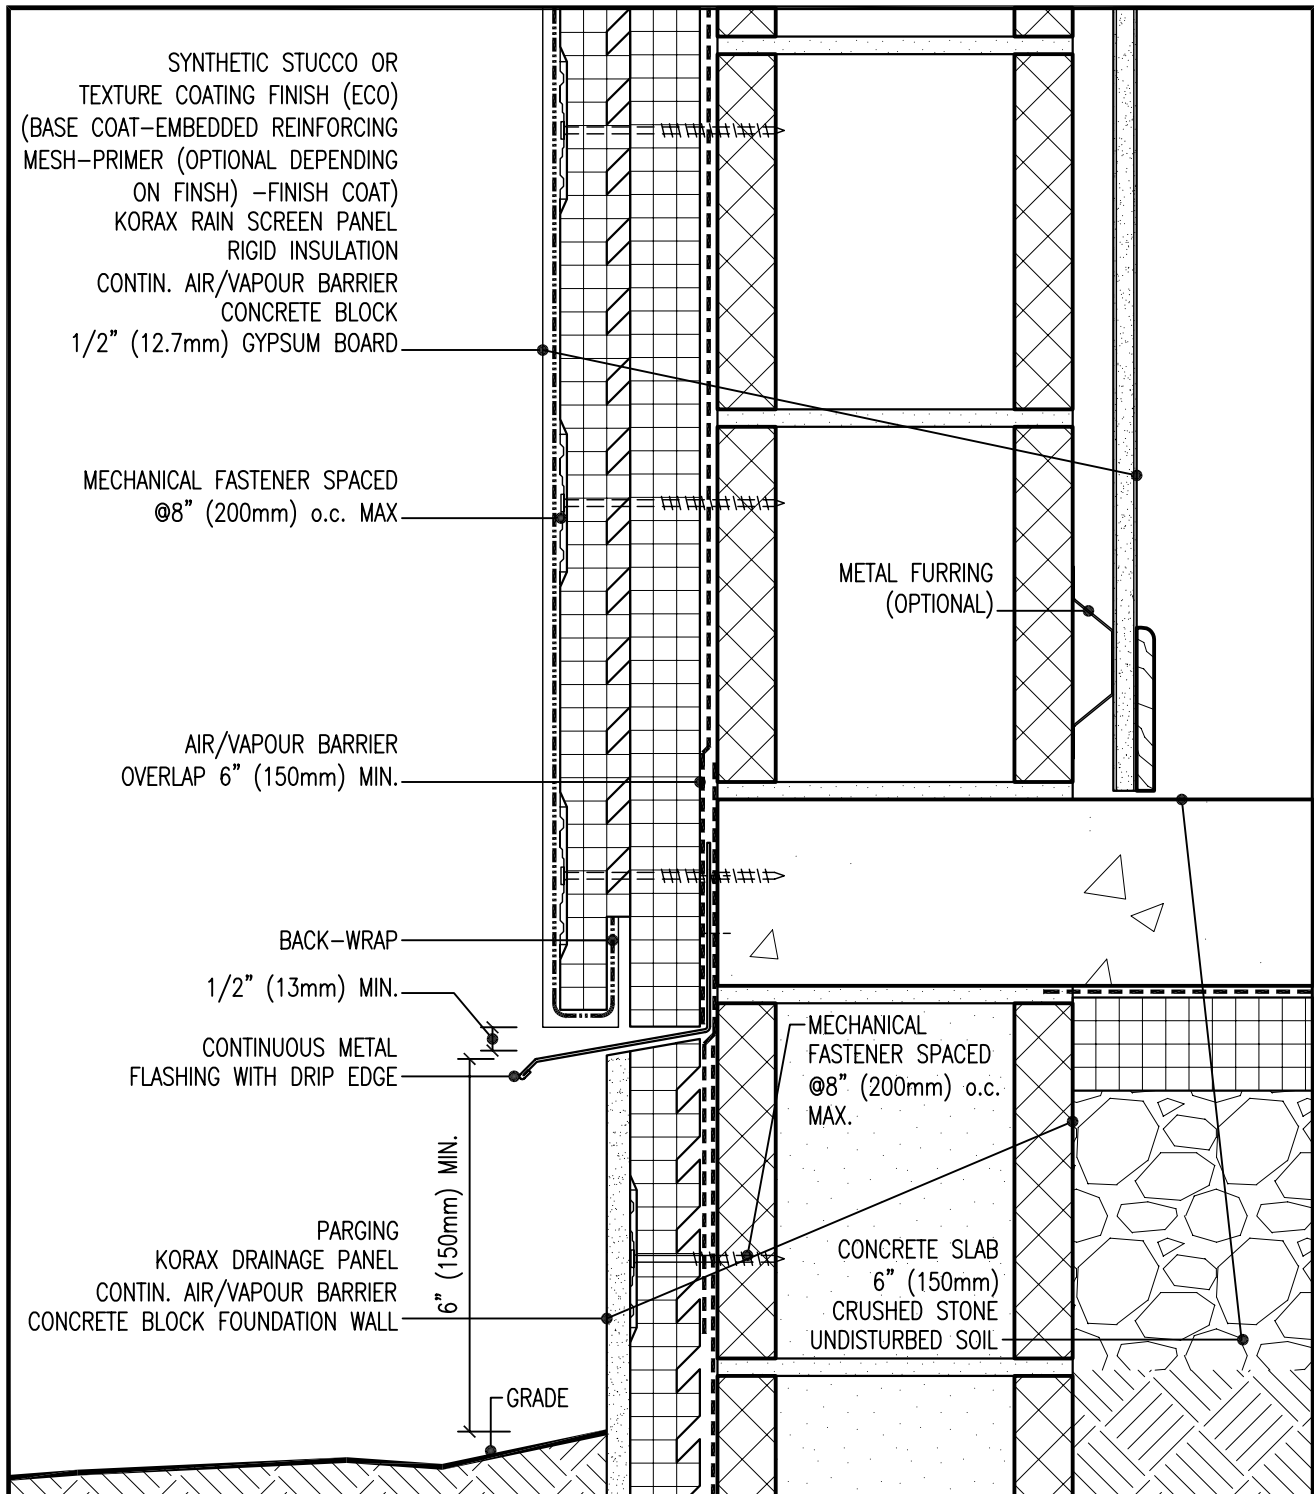 SYNTHETIC STUCCO OR
TEXTURE COATING FINISH (ECO)
(BASE COAT-EMBEDDED REINFORCING
MESH-PRIMER (OPTIONAL DEPENDING
ON FINSH) -FINISH COAT)
KORAX RAIN SCREEN PANEL
RIGID INSULATION
CONTIN. AIR/VAPOUR BARRIER
CONCRETE BLOCK
1/2" (12.7mm) GYPSUM BOARD
MECHANICAL FASTENER SPACED
@8" (200mm) o.c. MAX
METAL FURRING
(OPTIONAL)
AIR/VAPOUR BARRIER
OVERLAP 6" (150mm) MIN.
BACK-WRAP
1/2" (13mm) MIN.
CONTINUOUS METAL
FLASHING WITH DRIP EDGE
MECHANICAL
FASTENER SPACED
@8" (200mm) o.c.
MAX.
6" (150mm) MIN.
PARGING
KORAX DRAINAGE PANEL
CONTIN. AIR/VAPOUR BARRIER
CONCRETE BLOCK FOUNDATION WALL
CONCRETE SLAB
6" (150mm)
CRUSHED STONE
UNDISTURBED SOIL
GRADE